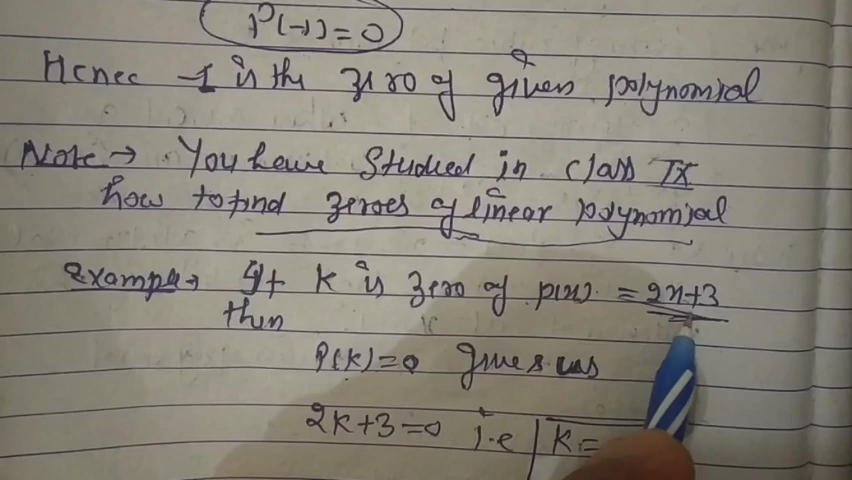 P(-1)=0
Hence -1 is the zero of given polynomial
Note → You have Studied in class IX
how to find zeroes of linear polynomial
Example → If K is zero of p(x) = 2x+3
then
P(K)=0 gives us
2K+3=0 i.e K=